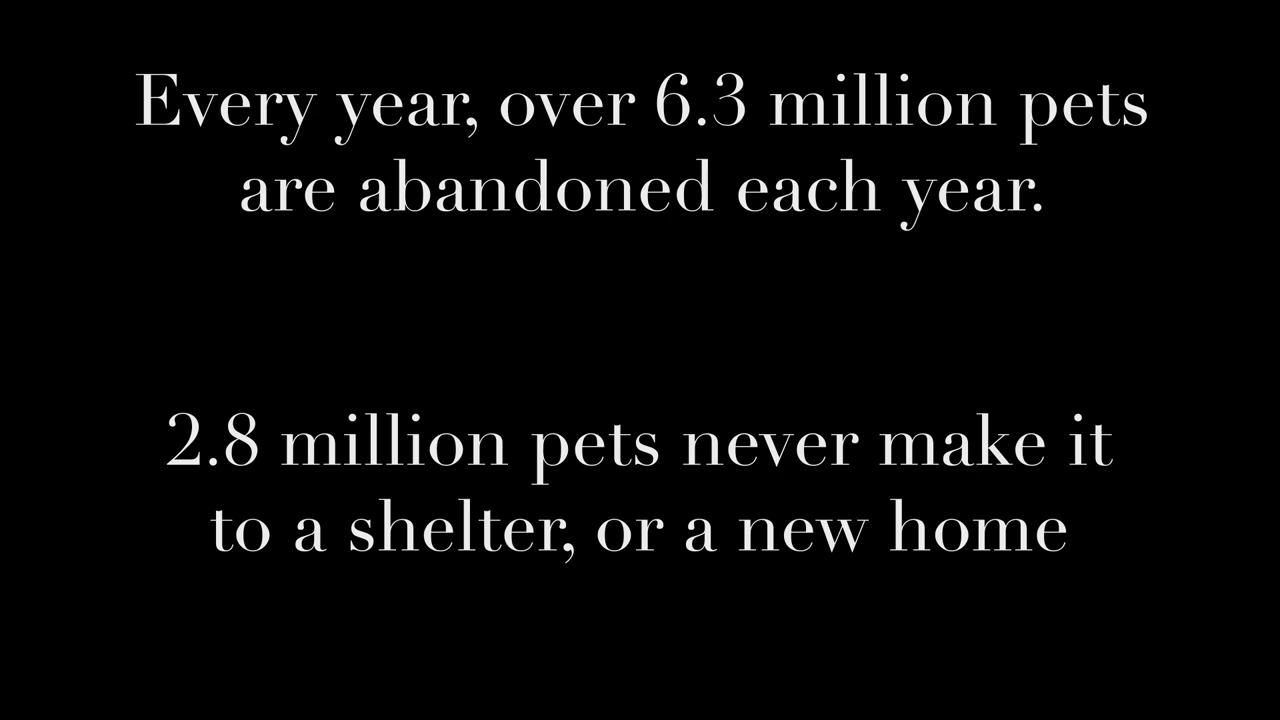 Every year, over 6.3 million pets
are abandoned each year.
2.8 million pets never make it
to a shelter, or a new home